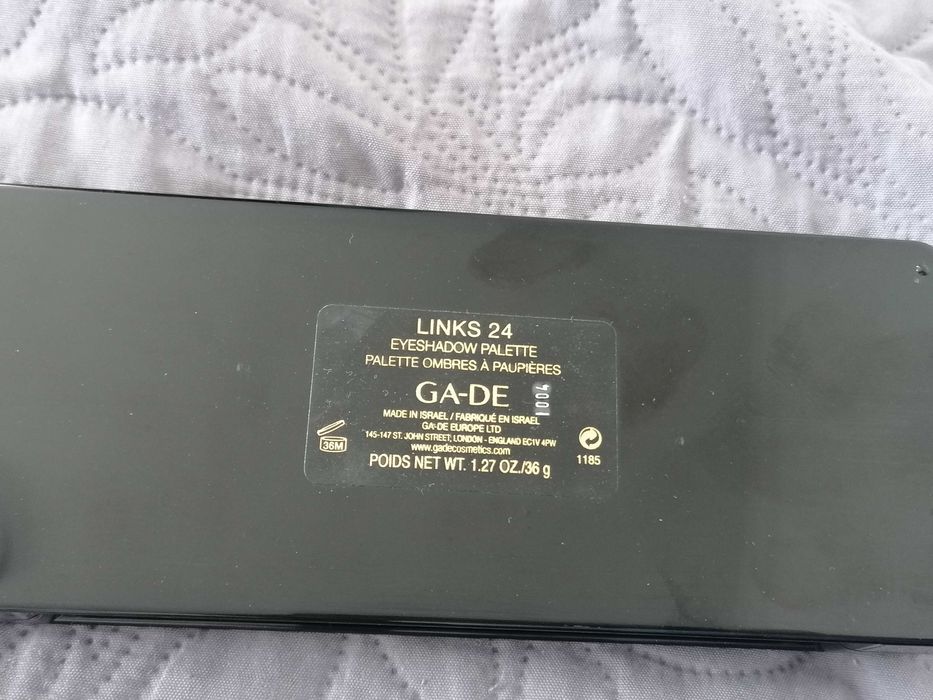 LINKS 24
EYESHADOW PALETTE
PALETTE OMBRES À PAUPIÈRES
GA-DE
1004
MADE IN ISRAEL / FABRIQUÉ EN ISRAEL
GA-DE EUROPE LTD
145-147 ST. JOHN STREET, LONDON - ENGLAND EC1V 4PW
www.gadecosmetics.com
POIDS NET WT. 1.27 OZ./36 g
36M
1185